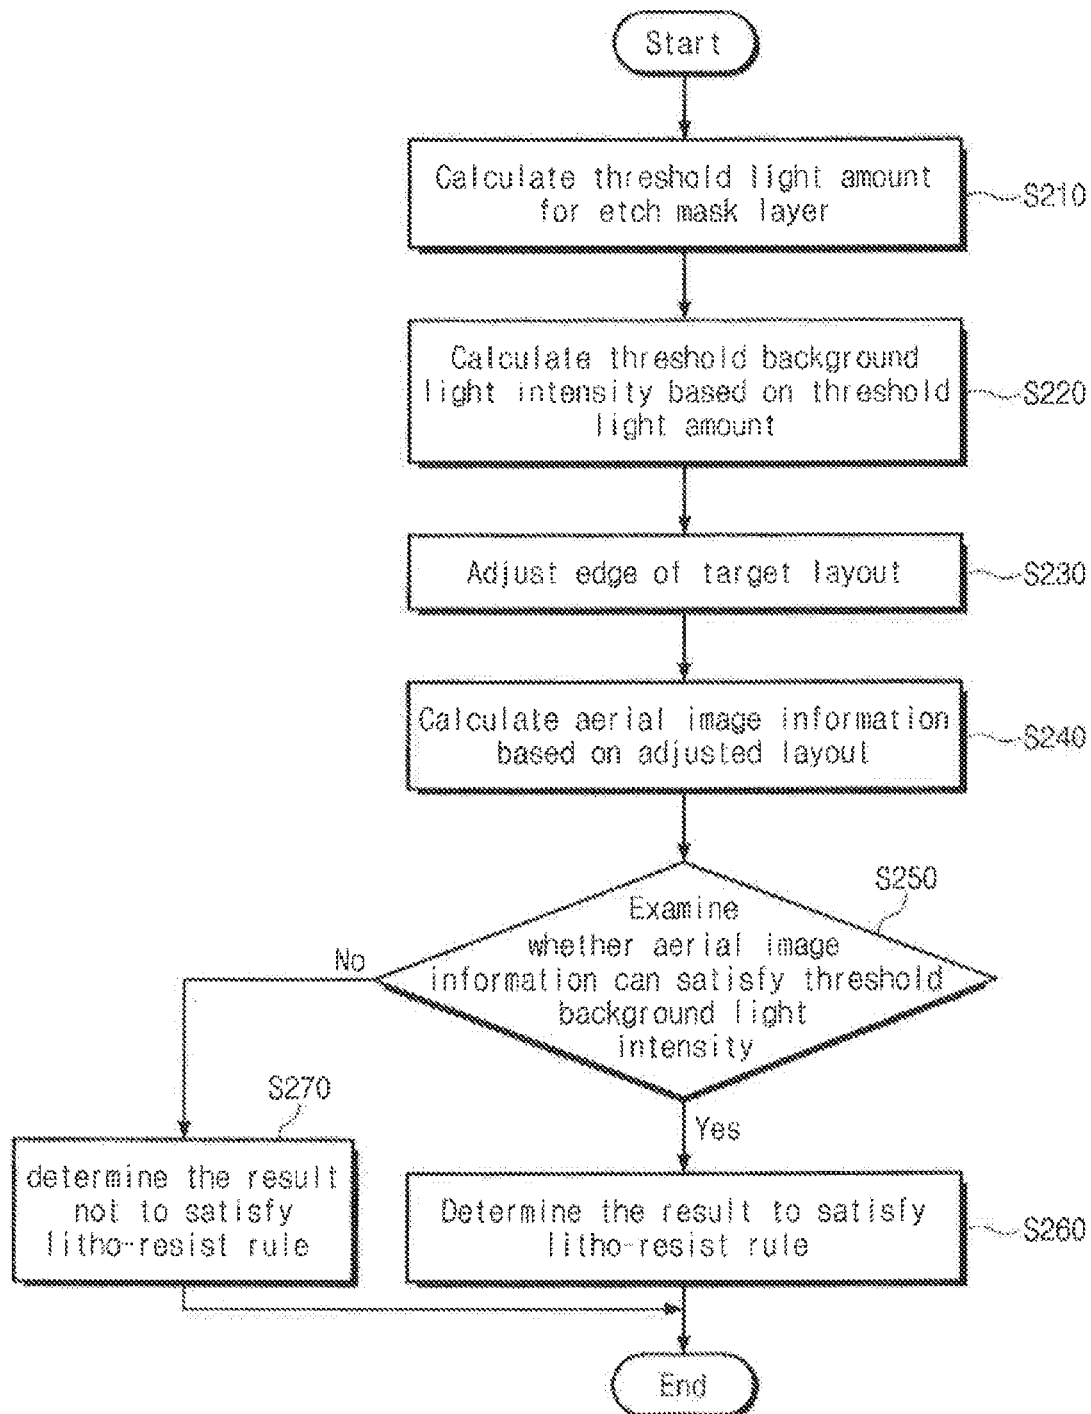 Start
Calculate threshold light amount
for etch mask layer
S210
Calculate threshold background
light intensity based on threshold
light amount
S220
Adjust edge of target layout
S230
Calculate aerial image information
based on adjusted layout
S240
S250
Examine
whether aerial image
information can satisfy threshold
background light
intensity
No
Yes
S270
determine the result
not to satisfy
litho-resist rule
Determine the result to satisfy
litho-resist rule
S260
End